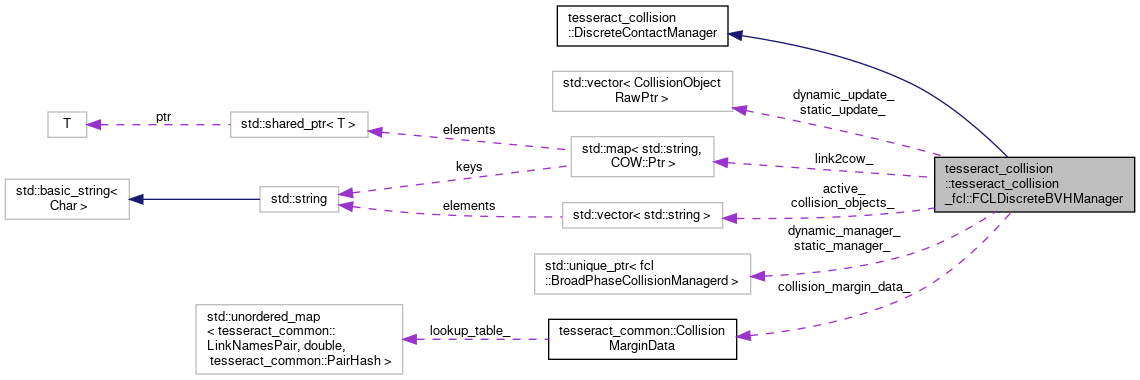 tesseract_collision
::DiscreteContactManager
std::vector< CollisionObject
RawPtr >
dynamic_update_
static_update_
T
ptr
std::shared_ptr< T >
elements
std::map< std::string,
COW::Ptr >
link2cow_
keys
tesseract_collision
::tesseract_collision
_fcl::FCLDiscreteBVHManager
std::basic_string<
Char >
std::string
elements
std::vector< std::string >
active_
collision_objects_
dynamic_manager_
static_manager_
std::unique_ptr< fcl
::BroadPhaseCollisionManagerd >
collision_margin_data_
std::unordered_map
< tesseract_common::
LinkNamesPair, double,
tesseract_common::PairHash >
lookup_table_
tesseract_common::Collision
MarginData